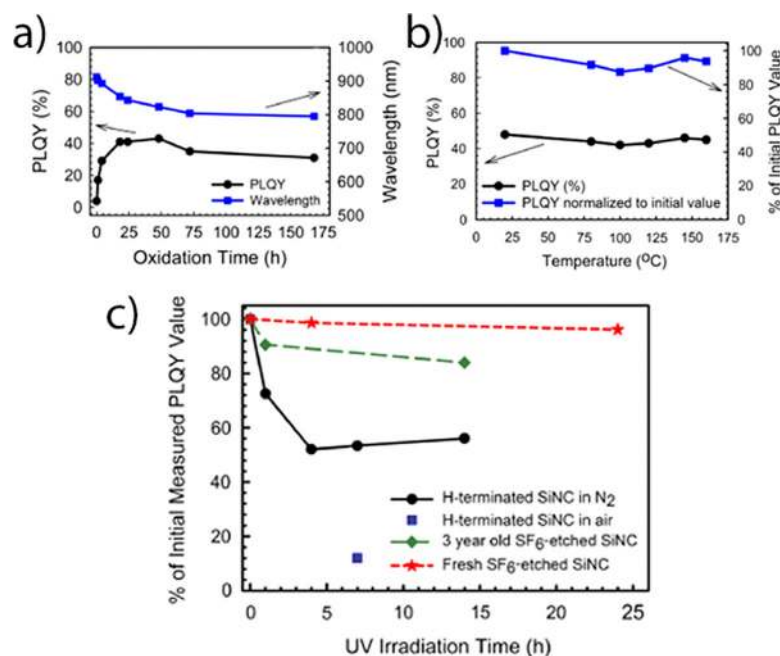 a)
PLQY (%)
100
80
60
40
20
0
0 25 50 75 100 125 150 175
Oxidation Time (h)
1000
900
800
700
600
500
Wavelength (nm)
PLQY
Wavelength
b)
PLQY (%)
100
80
60
40
20
0
0 25 50 75 100 125 150 175
Temperature (ºC)
100
80
60
40
20
0
% of Initial PLQY Value
PLQY (%)
PLQY normalized to initial value
c)
% of Initial Measured PLQY Value
100
80
60
40
20
0
0 5 10 15 20 25
UV Irradiation Time (h)
H-terminated SiNC in N2
H-terminated SiNC in air
3 year old SF6-etched SiNC
Fresh SF6-etched SiNC